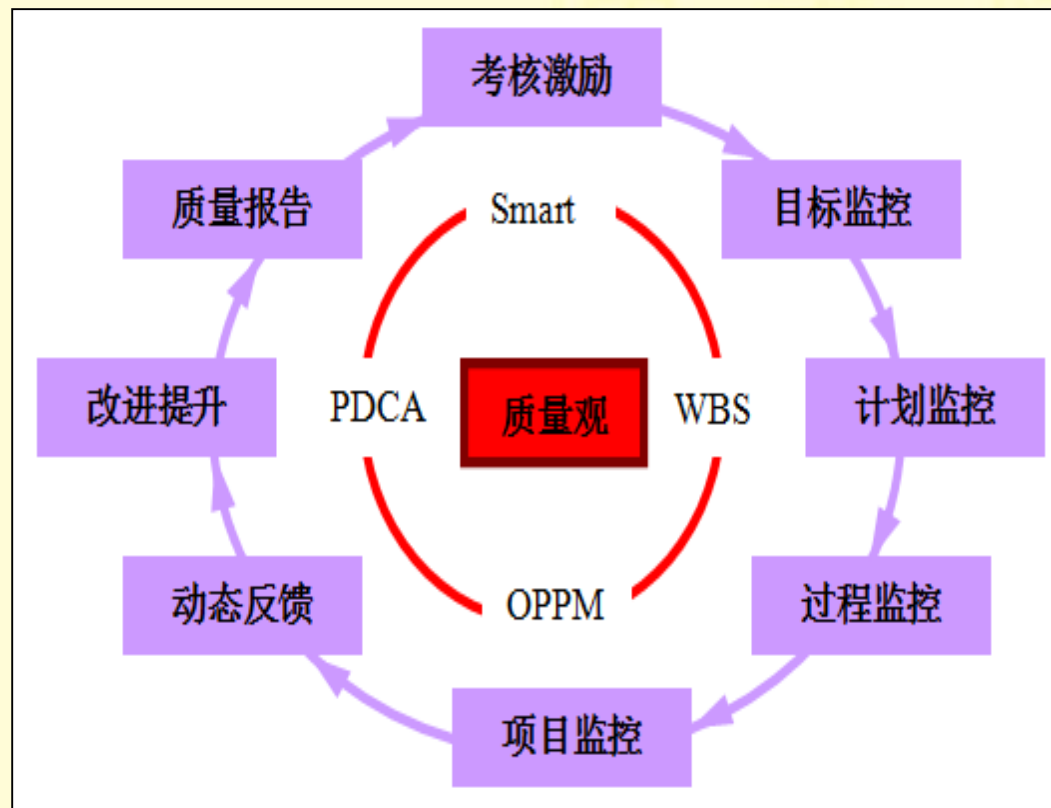 考核激励
质量报告
目标监控
Smart
改进提升
PDCA
质量观
WBS
计划监控
动态反馈
OPPM
过程监控
项目监控